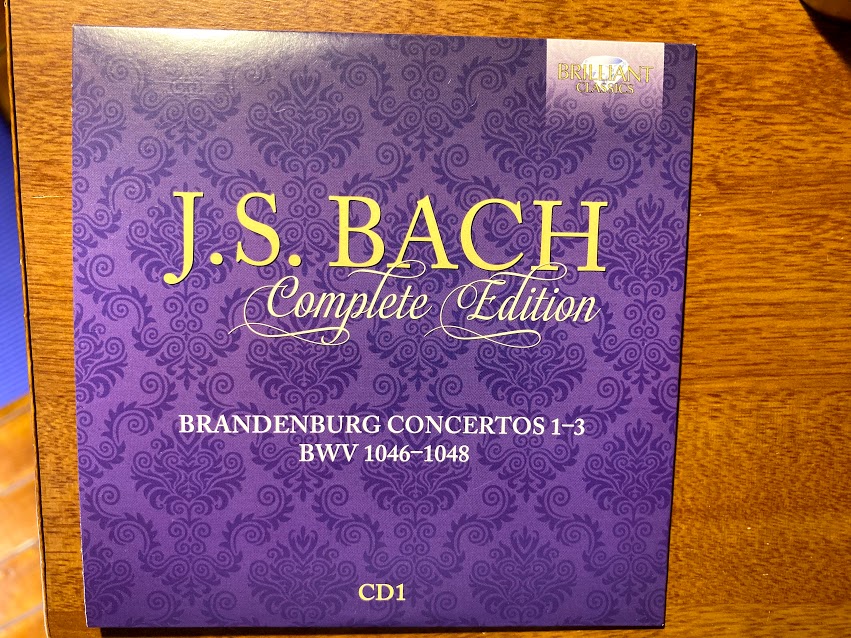 BRILLIANT
CLASSICS
J.S. BACH
Complete Edition
BRANDENBURG CONCERTOS 1–3
BWV 1046–1048
CD1